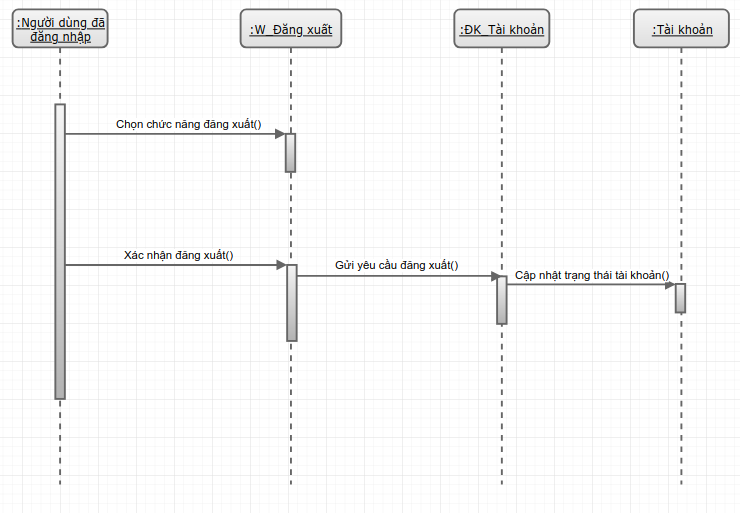 :Người dùng đã
đăng nhập
:W_Đăng xuất
:ĐK_Tài khoản
:Tài khoản
Chọn chức năng đăng xuất()
Xác nhận đăng xuất()
Gửi yêu cầu đăng xuất()
Cập nhật trạng thái tài khoản()